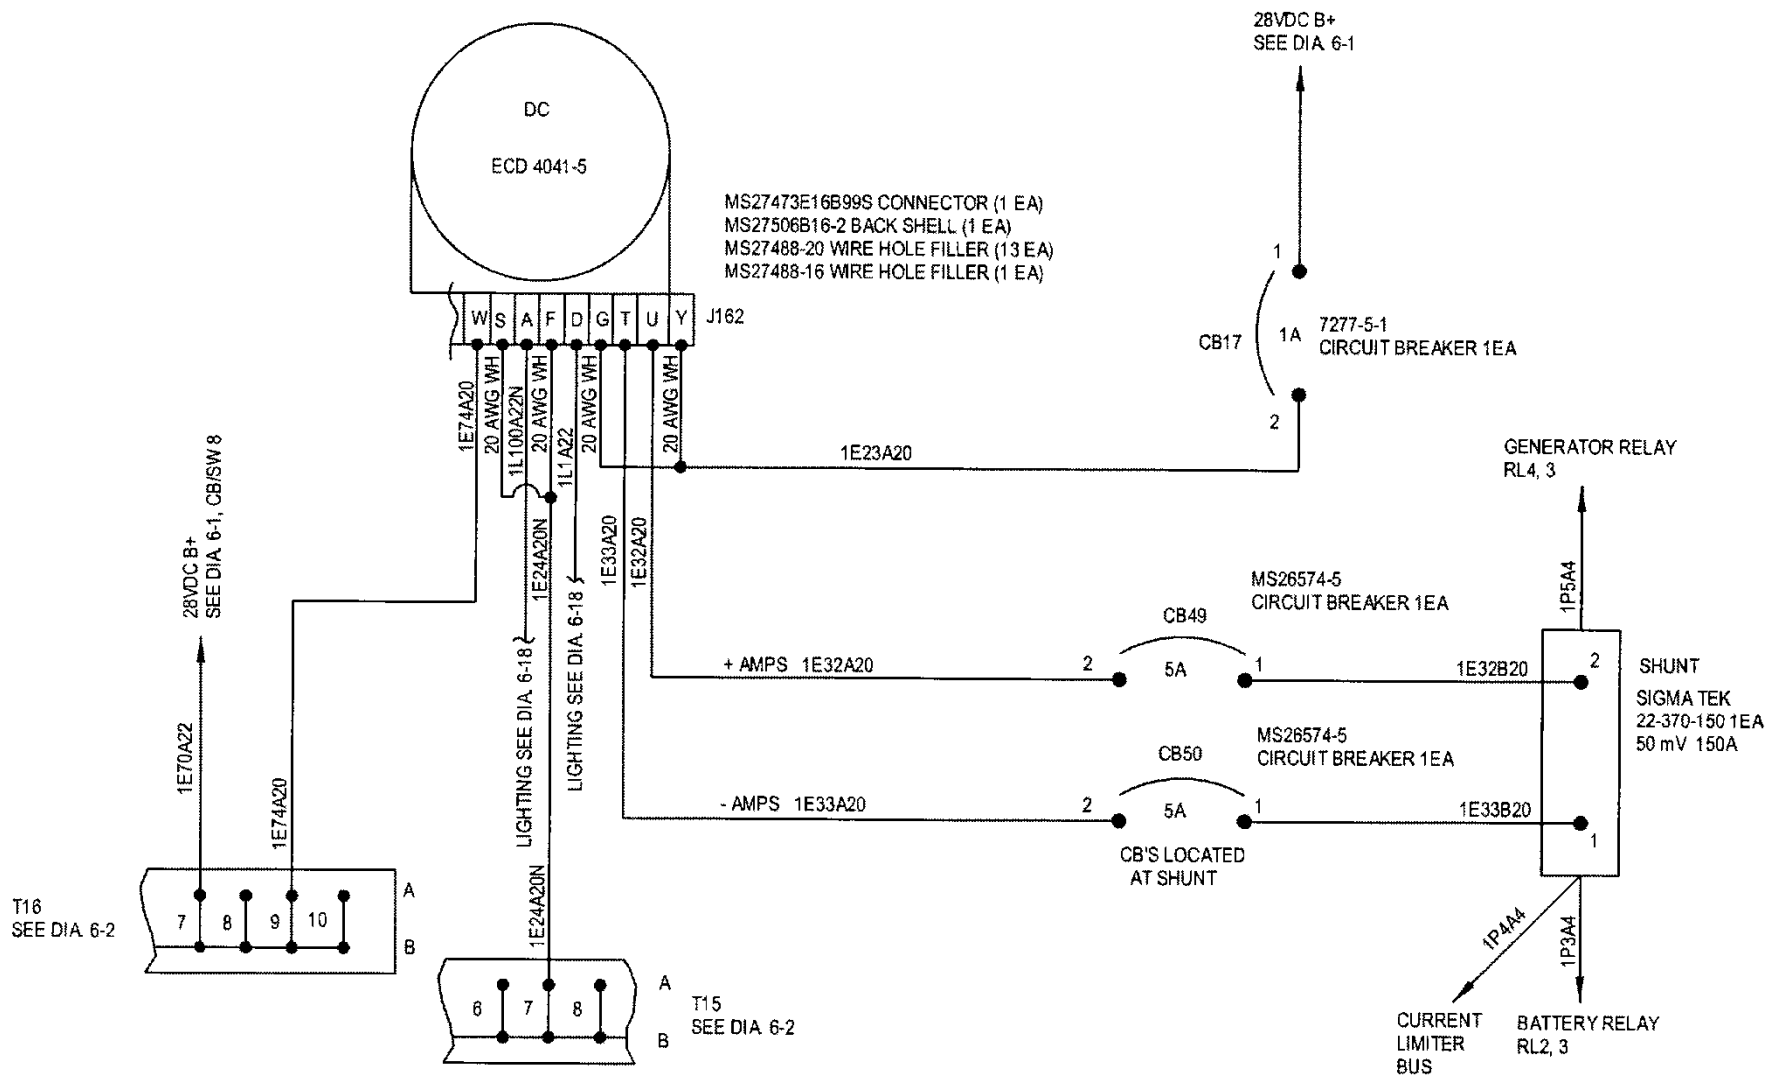 28VDC B+
SEE DIA. 6-1
DC
ECD 4041-5
MS27473E16B99S CONNECTOR (1 EA)
MS27506B16-2 BACK SHELL (1 EA)
MS27488-20 WIRE HOLE FILLER (13 EA)
MS27488-16 WIRE HOLE FILLER (1 EA)
W S A F D G T U Y
J162
1
CB17
1A
7277-5-1
CIRCUIT BREAKER 1EA
2
1E74A20
20 AWG WH
1L100A22N
20 AWG WH
1L1A22
20 AWG WH
20 AWG WH
1E23A20
1E24A20N
1E33A20
1E32A20
GENERATOR RELAY
RL4, 3
1P5A4
28VDC B+
SEE DIA. 6-1, CB/SW 8
1E70A22
1E74A20
LIGHTING SEE DIA. 6-18
LIGHTING SEE DIA. 6-18
MS26574-5
CIRCUIT BREAKER 1EA
CB49
+ AMPS 1E32A20
2
5A
1
1E32B20
2
SHUNT
SIGMA TEK
22-370-150 1EA
50 mV 150A
MS26574-5
CIRCUIT BREAKER 1EA
CB50
- AMPS 1E33A20
2
5A
1
1E33B20
1
CB'S LOCATED
AT SHUNT
T16
SEE DIA. 6-2
7 8 9 10
A
B
1E24A20N
6 7 8
A
B
T15
SEE DIA. 6-2
1P4A4
1P3A4
CURRENT
LIMITER
BUS
BATTERY RELAY
RL2, 3